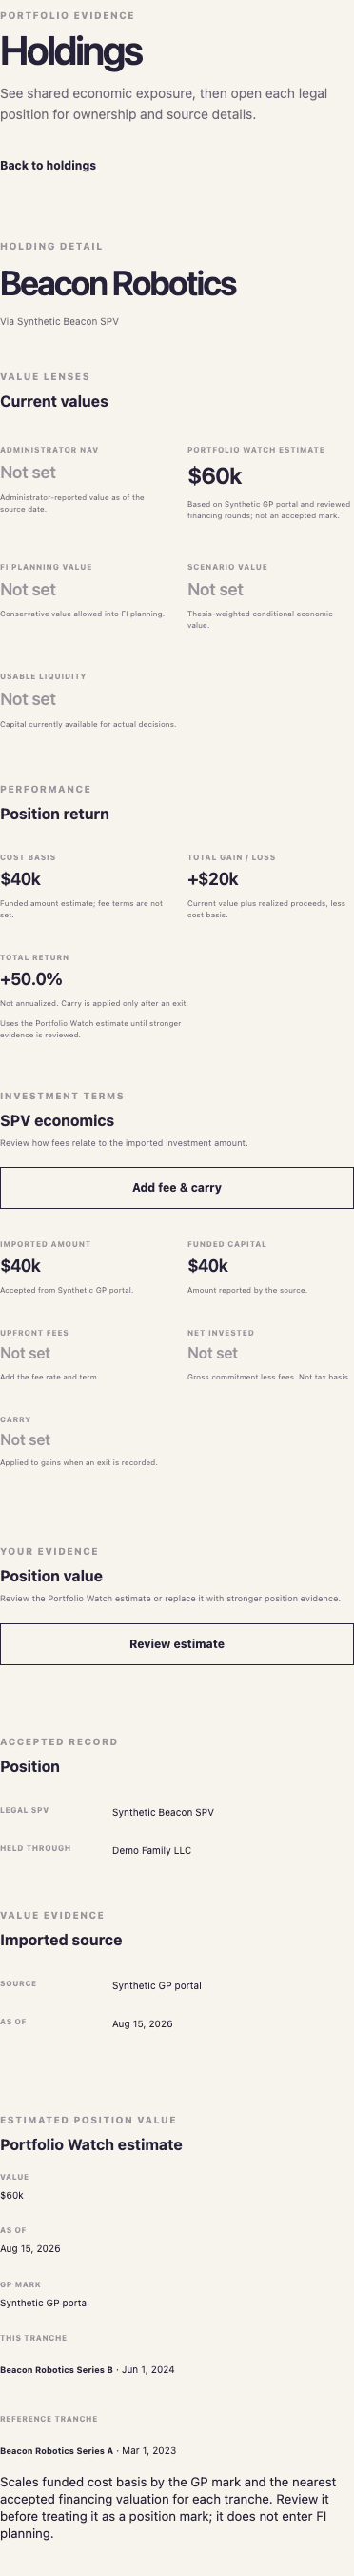 PORTFOLIO EVIDENCE
Holdings
See shared economic exposure, then open each legal
position for ownership and source details.
Back to holdings
HOLDING DETAIL
Beacon Robotics
Via Synthetic Beacon SPV
VALUE LENSES
Current values
ADMINISTRATOR NAV
Not set
Administrator-reported value as of the
source date.
PORTFOLIO WATCH ESTIMATE
$60k
Based on Synthetic GP portal and reviewed
financing rounds; not an accepted mark.
FI PLANNING VALUE
Not set
Conservative value allowed into FI planning.
SCENARIO VALUE
Not set
Thesis-weighted conditional economic
value.
USABLE LIQUIDITY
Not set
Capital currently available for actual decisions.
PERFORMANCE
Position return
COST BASIS
$40k
Funded amount estimate; fee terms are not
set.
TOTAL GAIN / LOSS
+$20k
Current value plus realized proceeds, less
cost basis.
TOTAL RETURN
+50.0%
Not annualized. Carry is applied only after an exit.
Uses the Portfolio Watch estimate until stronger
evidence is reviewed.
INVESTMENT TERMS
SPV economics
Review how fees relate to the imported investment amount.
Add fee & carry
IMPORTED AMOUNT
$40k
Accepted from Synthetic GP portal.
FUNDED CAPITAL
$40k
Amount reported by the source.
UPFRONT FEES
Not set
Add the fee rate and term.
NET INVESTED
Not set
Gross commitment less fees. Not tax basis.
CARRY
Not set
Applied to gains when an exit is recorded.
YOUR EVIDENCE
Position value
Review the Portfolio Watch estimate or replace it with stronger position evidence.
Review estimate
ACCEPTED RECORD
Position
LEGAL SPV
Synthetic Beacon SPV
HELD THROUGH
Demo Family LLC
VALUE EVIDENCE
Imported source
SOURCE
Synthetic GP portal
AS OF
Aug 15, 2026
ESTIMATED POSITION VALUE
Portfolio Watch estimate
VALUE
$60k
AS OF
Aug 15, 2026
GP MARK
Synthetic GP portal
THIS TRANCHE
Beacon Robotics Series B · Jun 1, 2024
REFERENCE TRANCHE
Beacon Robotics Series A · Mar 1, 2023
Scales funded cost basis by the GP mark and the nearest
accepted financing valuation for each tranche. Review it
before treating it as a position mark; it does not enter FI
planning.